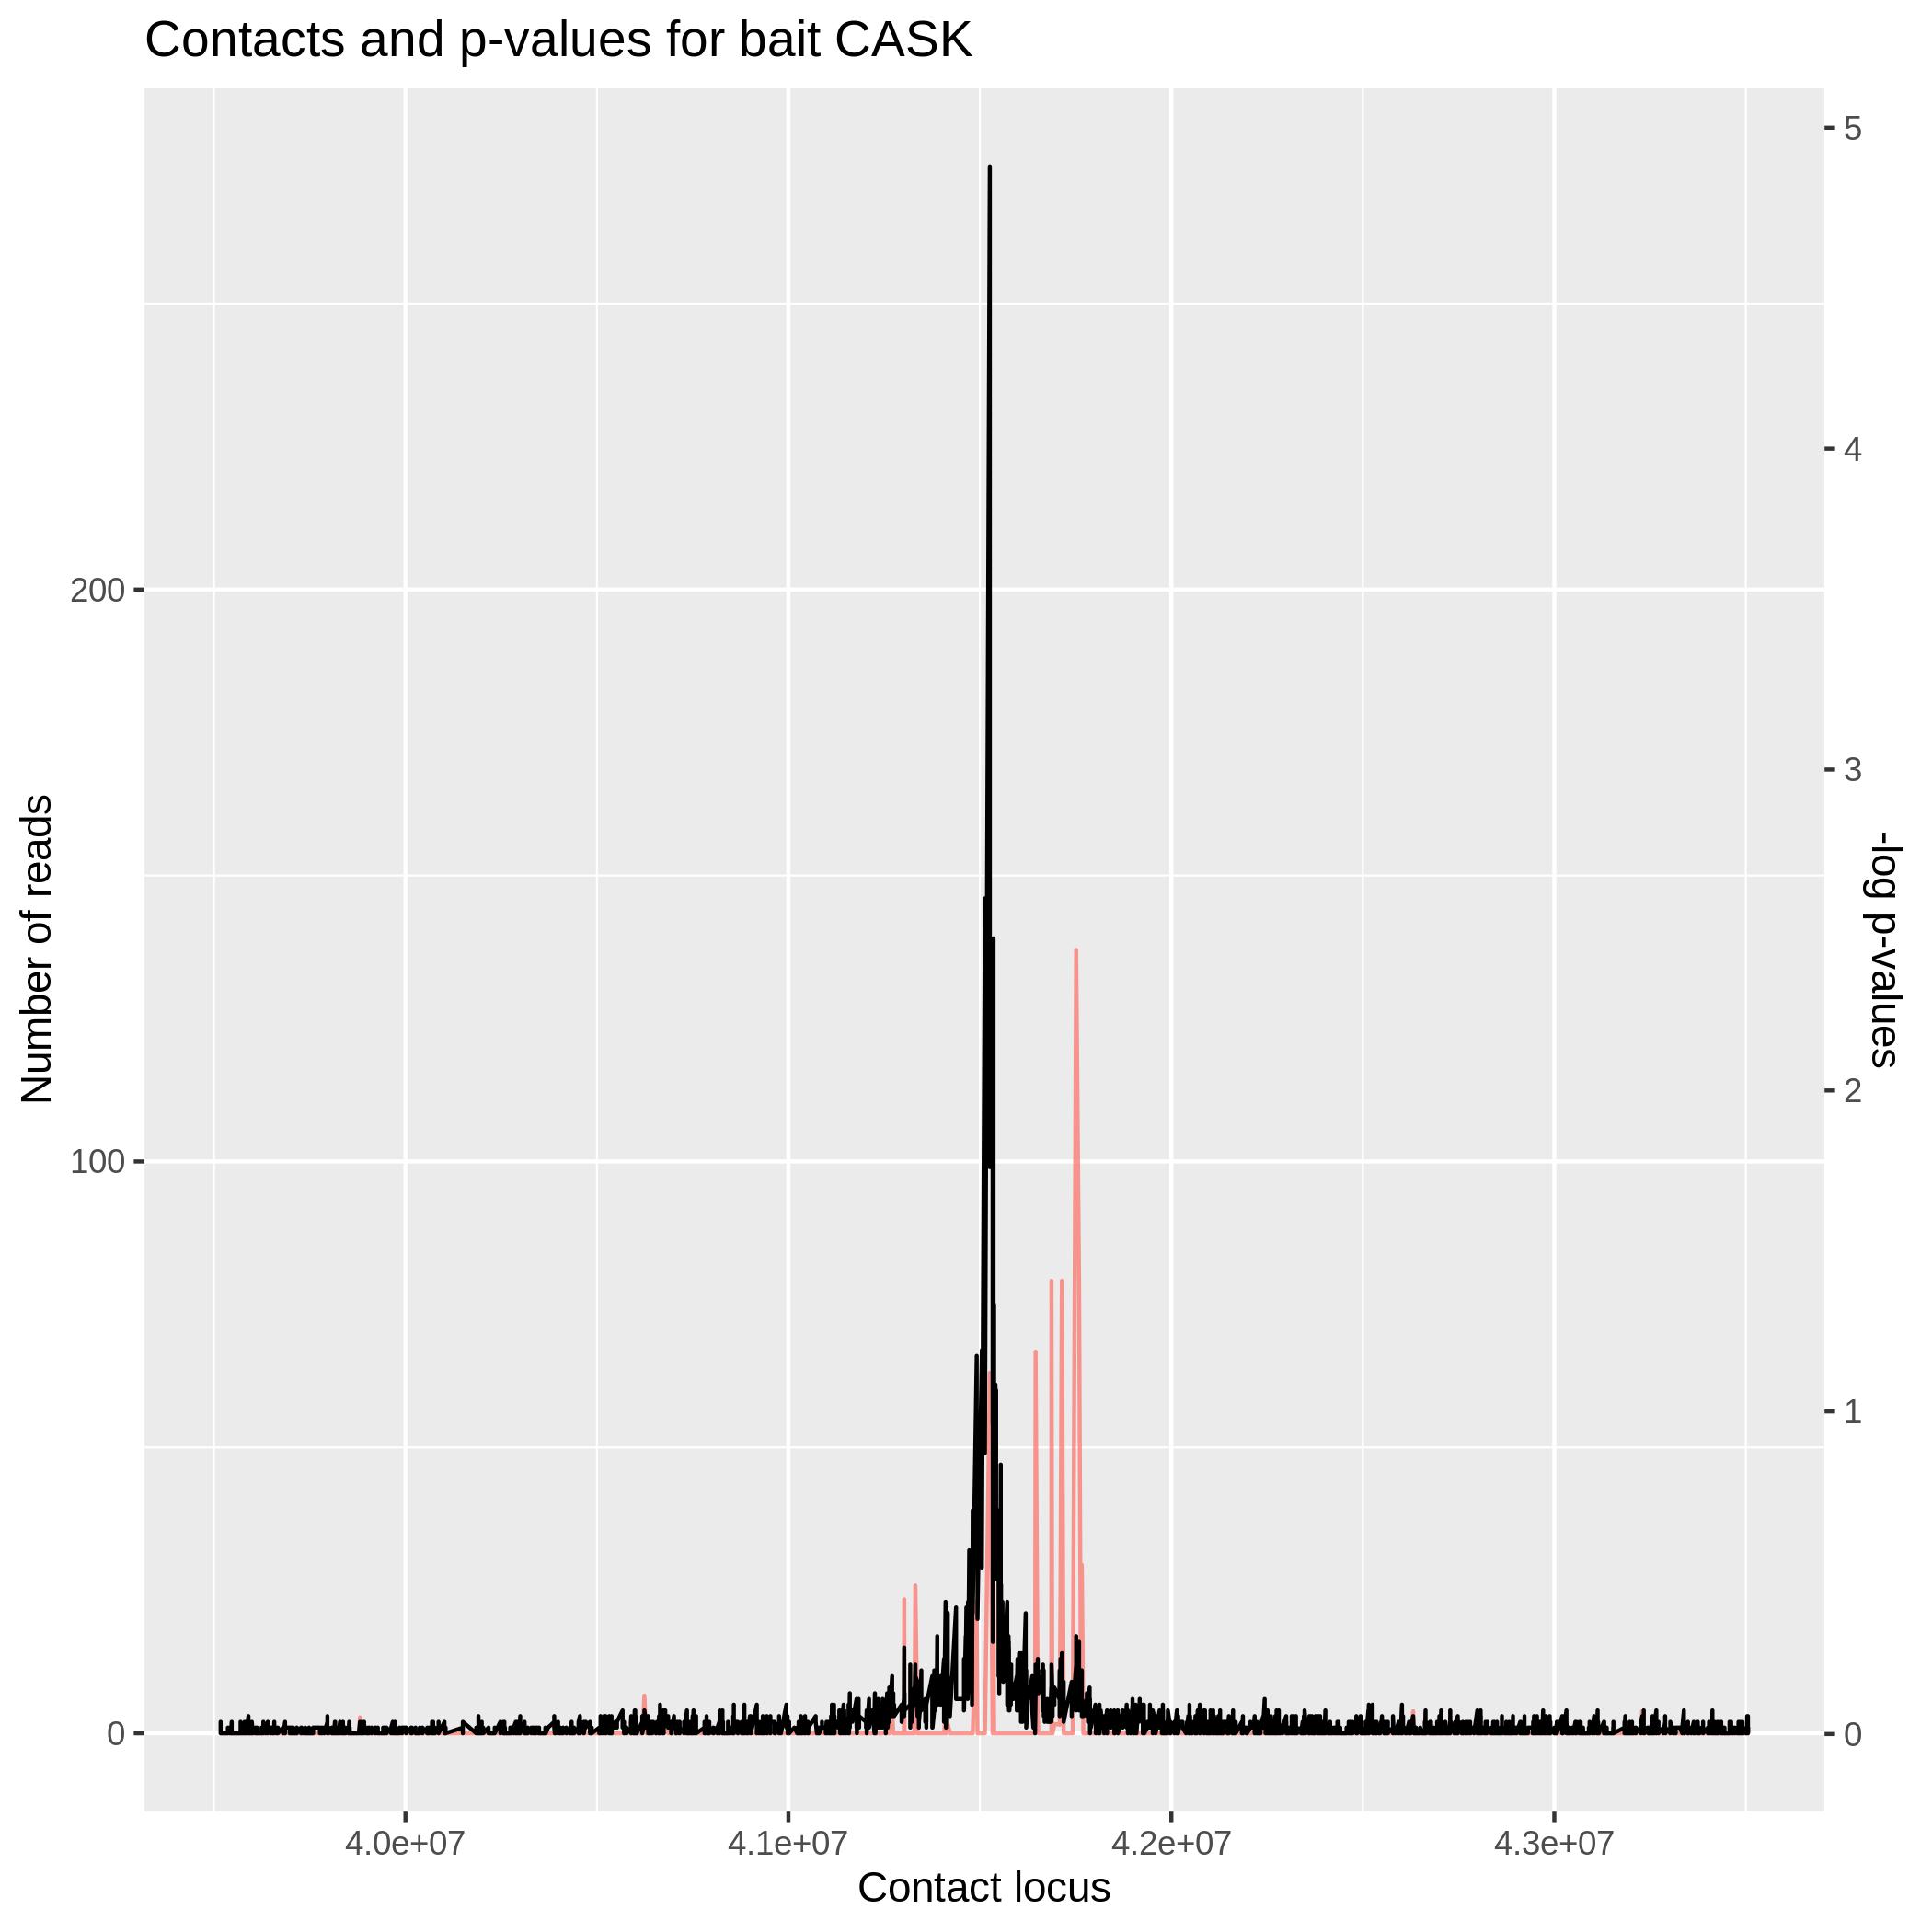 Contacts and p-values for bait CASK
Number of reads
200
100
0
5
4
3
2
1
0
-log p-values
4.0e+07
4.1e+07
4.2e+07
4.3e+07
Contact locus